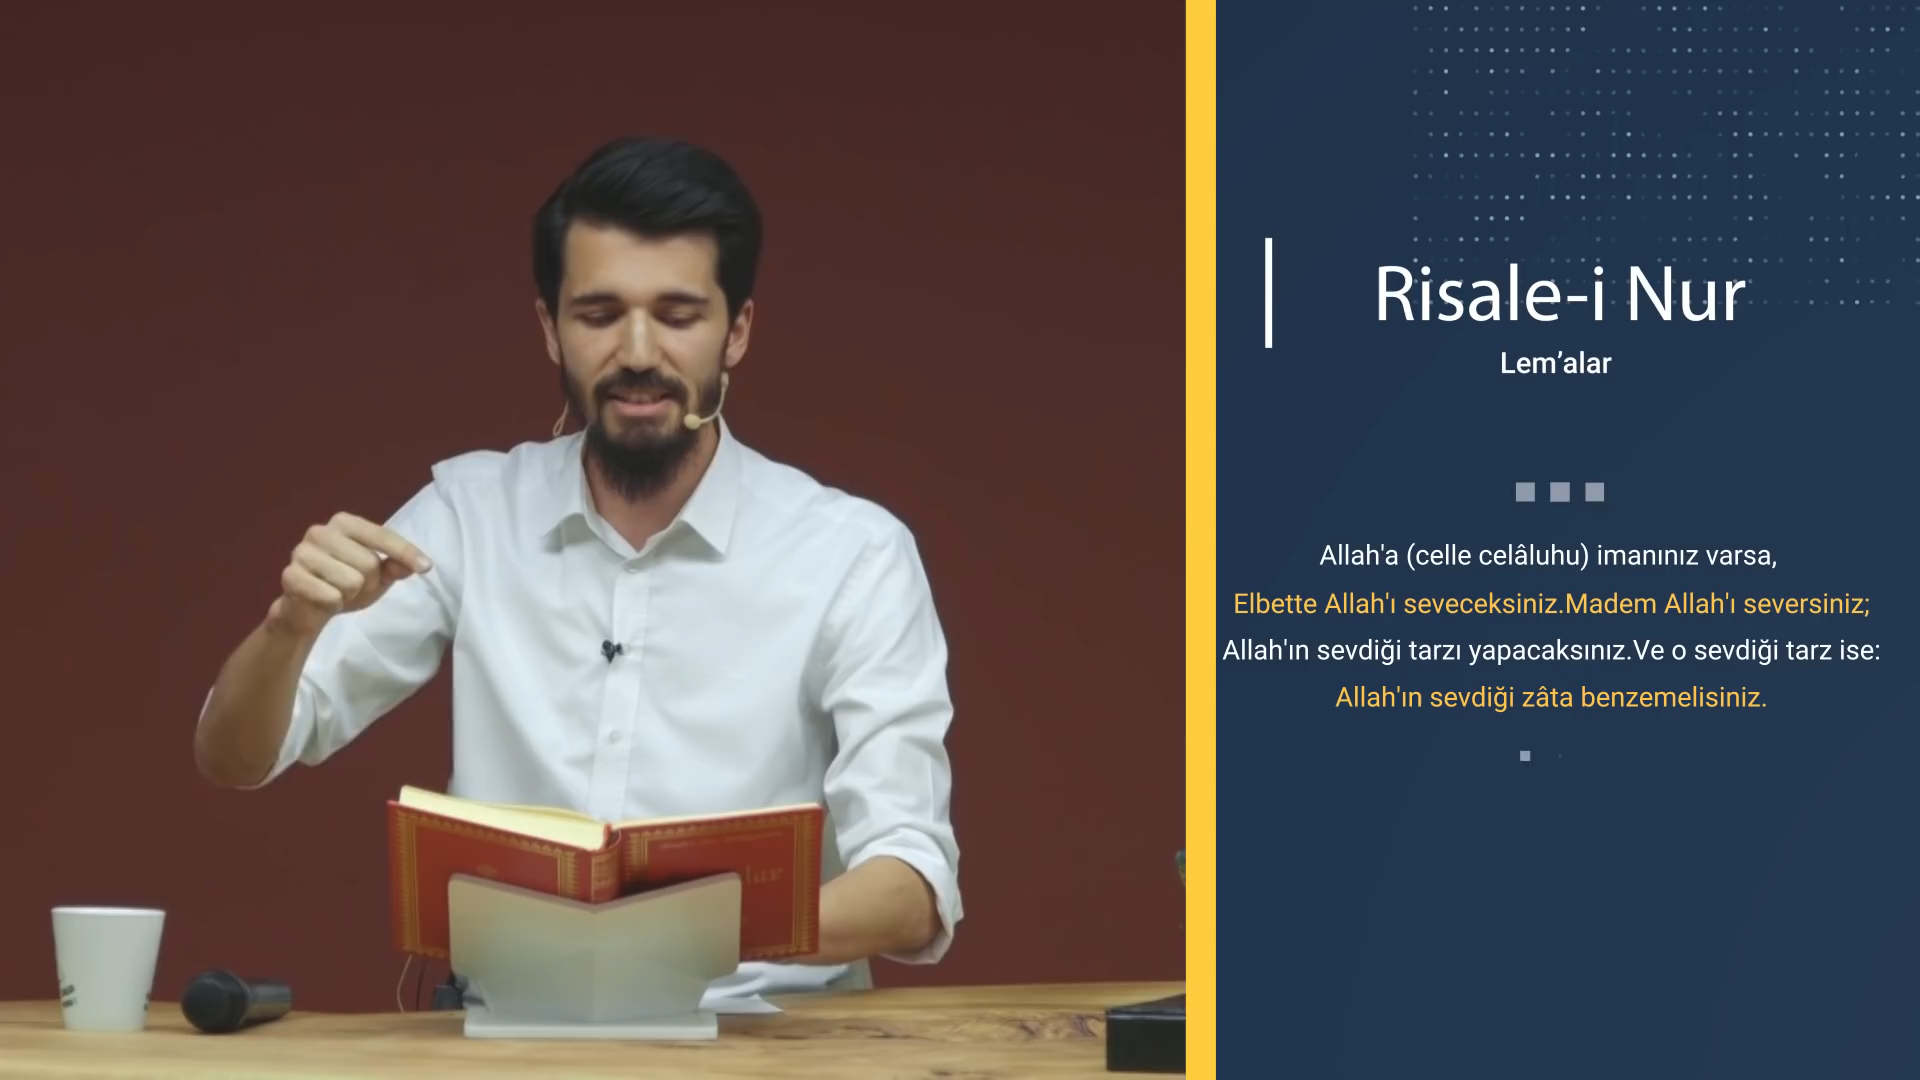 Risale-i Nur
Lem’alar
Allah'a (celle celâluhu) imanınız varsa,
Elbette Allah'ı seveceksiniz.Madem Allah'ı seversiniz;
Allah'ın sevdiği tarzı yapacaksınız.Ve o sevdiği tarz ise:
Allah'ın sevdiği zâta benzemelisiniz.